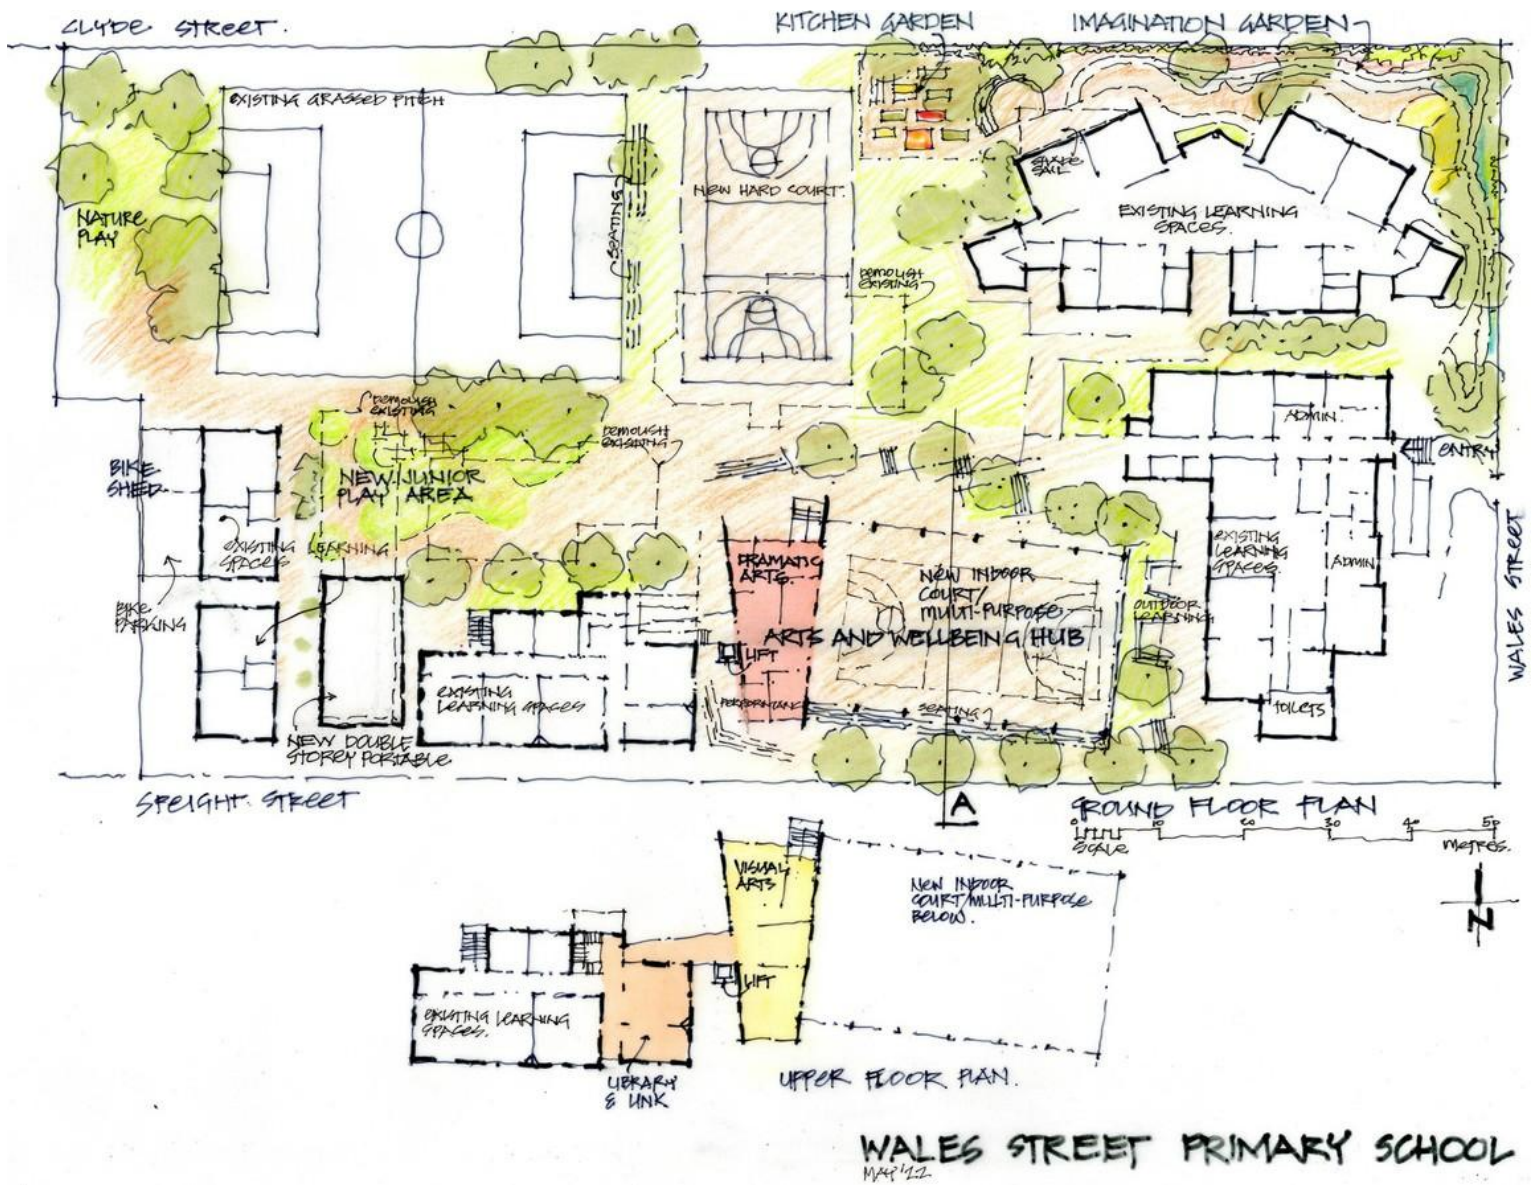 CLYDE STREET.
KITCHEN GARDEN
IMAGINATION GARDEN
EXISTING GRASSED PITCH
NATURE
PLAY
SEATING
NEW HARD COURT.
DEMOLISH
EXISTING
SHADE
SAIL
EXISTING LEARNING
SPACES.
DEMOLISH
EXISTING
DEMOLISH
EXISTING
ADMIN.
ENTRY
BIKE
SHED
NEW JUNIOR
PLAY AREA
EXISTING LEARNING
SPACES
BIKE
PARKING
DRAMATIC
ARTS.
NEW INDOOR
COURT/
MULTI-PURPOSE
ARTS AND WELLBEING HUB
LIFT
PERFORMANCE
SEATING
OUTDOOR
LEARNING
EXISTING
LEARNING
SPACES.
ADMIN
TOILETS
WALES STREET
EXISTING
LEARNING SPACES
NEW DOUBLE
STOREY PORTABLE
SPEIGHT STREET
A
GROUND FLOOR PLAN
0 10 20 30 40 50
SCALE
METRES.
N
VISUAL
ARTS
NEW INDOOR
COURT/MULTI-PURPOSE
BELOW.
LIFT
EXISTING LEARNING
SPACES.
LIBRARY
& LINK
UPPER FLOOR PLAN.
WALES STREET PRIMARY SCHOOL
MAY '22